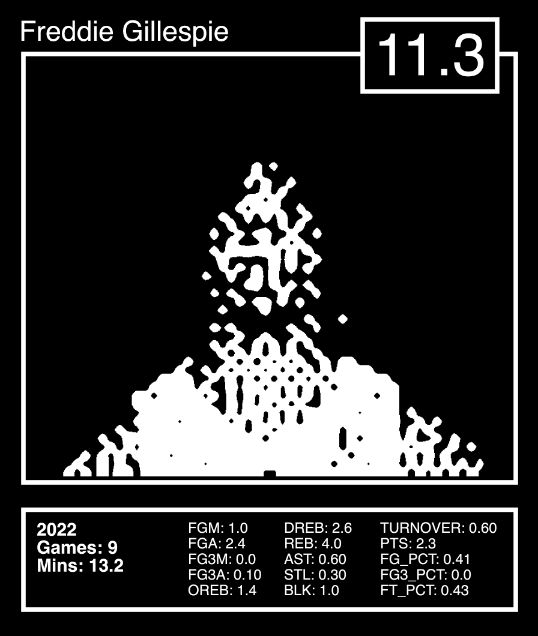 Freddie Gillespie
11.3
2022
Games: 9
Mins: 13.2
FGM: 1.0
FGA: 2.4
FG3M: 0.0
FG3A: 0.10
OREB: 1.4
DREB: 2.6
REB: 4.0
AST: 0.60
STL: 0.30
BLK: 1.0
TURNOVER: 0.60
PTS: 2.3
FG_PCT: 0.41
FG3_PCT: 0.0
FT_PCT: 0.43